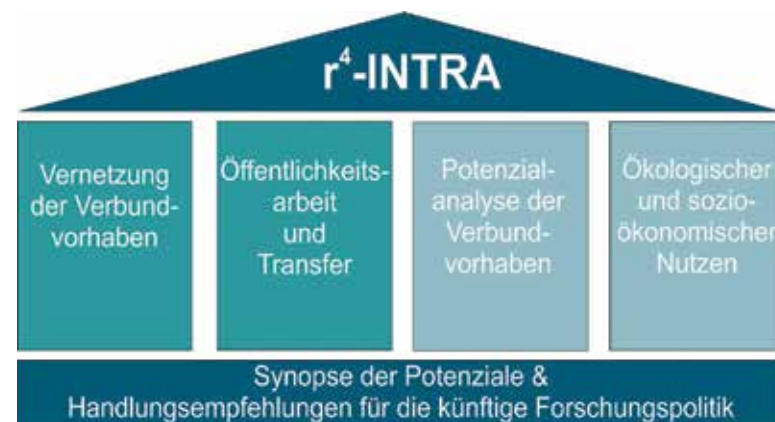 r⁴-INTRA
Vernetzung
der Verbund-
vorhaben
Öffentlichkeits-
arbeit
und
Transfer
Potenzial-
analyse der
Verbund-
vorhaben
Ökologischer
und sozio-
ökonomischer
Nutzen
Synopse der Potenziale &
Handlungsempfehlungen für die künftige Forschungspolitik